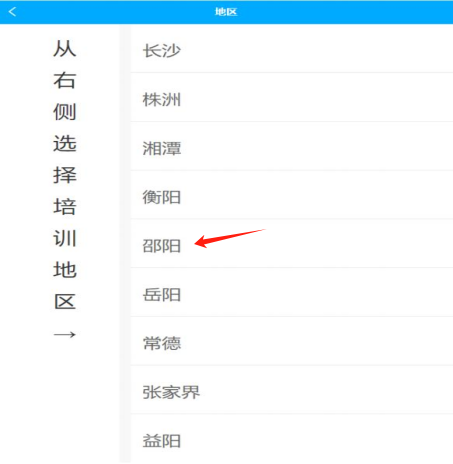 地区
从
右
侧
选
择
培
训
地
区
→
长沙
株洲
湘潭
衡阳
邵阳
岳阳
常德
张家界
益阳